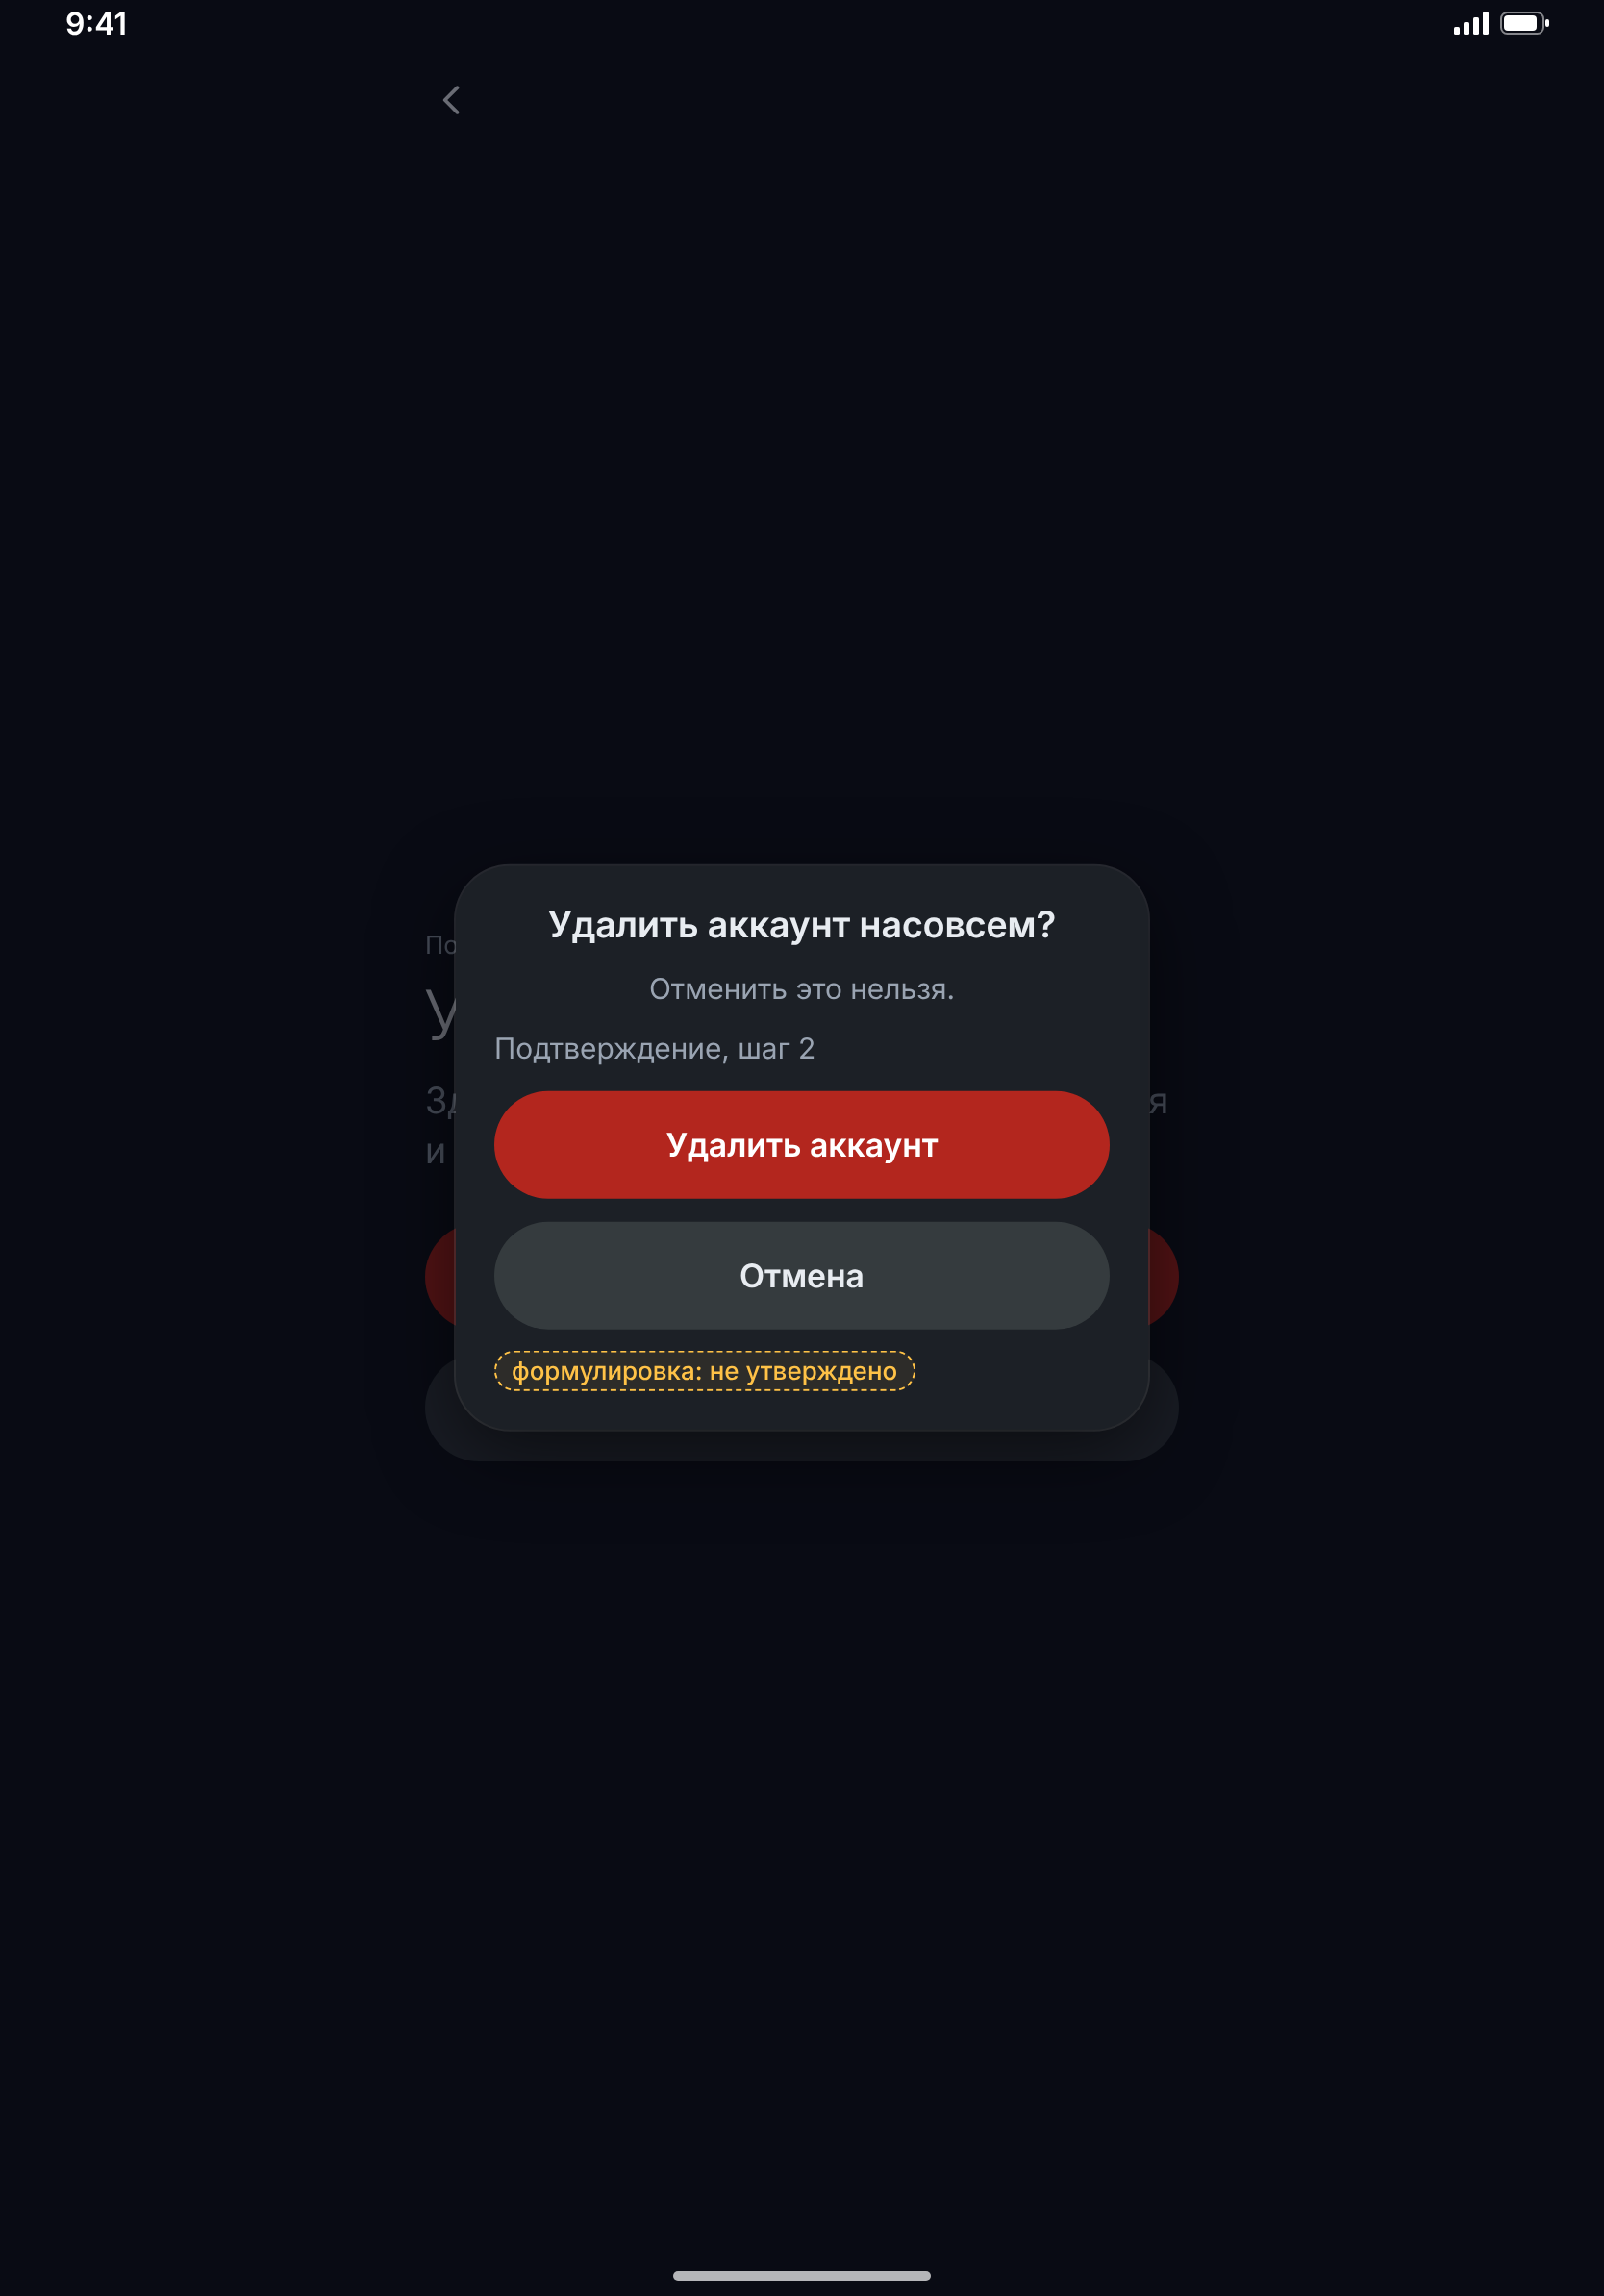 9:41
Удалить аккаунт насовсем?
Отменить это нельзя.
Подтверждение, шаг 2
Удалить аккаунт
Отмена
формулировка: не утверждено